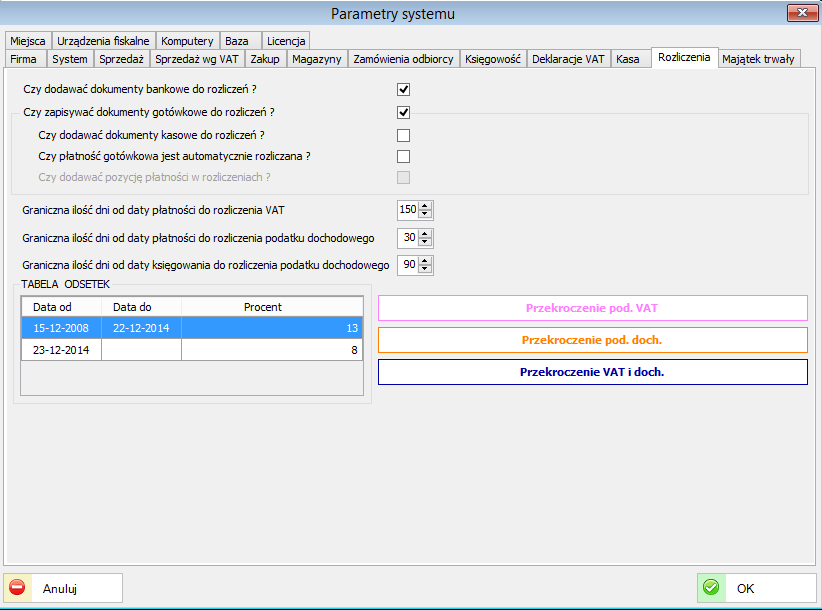 Parametry systemu
Miejsca Urządzenia fiskalne Komputery Baza Licencja
Firma System Sprzedaż Sprzedaż wg VAT Zakup Magazyny Zamówienia odbiorcy Księgowość Deklaracje VAT Kasa Rozliczenia Majątek trwały
Czy dodawać dokumenty bankowe do rozliczeń ?
Czy zapisywać dokumenty gotówkowe do rozliczeń ?
Czy dodawać dokumenty kasowe do rozliczeń ?
Czy płatność gotówkowa jest automatycznie rozliczana ?
Czy dodawać pozycję płatności w rozliczeniach ?
Graniczna ilość dni od daty płatności do rozliczenia VAT 150
Graniczna ilość dni od daty płatności do rozliczenia podatku dochodowego 30
Graniczna ilość dni od daty księgowania do rozliczenia podatku dochodowego 90
TABELA ODSETEK
Data od Data do Procent
15-12-2008 22-12-2014 13
23-12-2014 8
Przekroczenie pod. VAT
Przekroczenie pod. doch.
Przekroczenie VAT i doch.
Anuluj OK